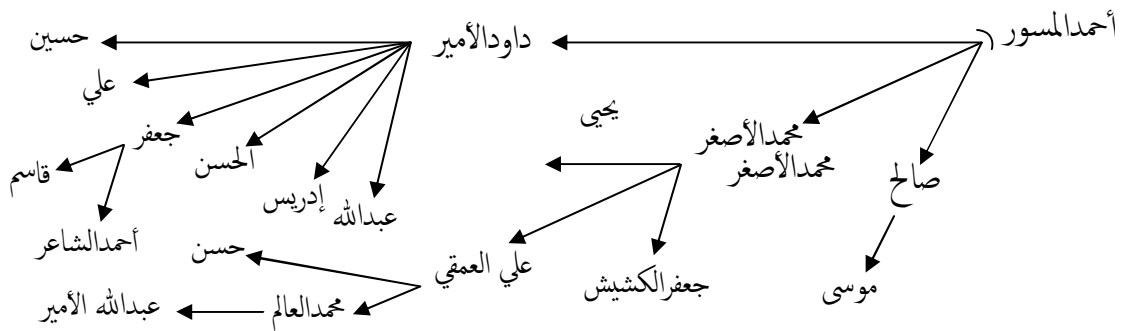 أحمدالمسور
داودالأمير
حسين
علي
جعفر
الحسن
إدريس
عبدالله
قاسم
أحمدالشاعر
يحيى
محمدالأصغر
محمدالأصغر
صالح
موسى
جعفرالكشيش
علي العمقي
حسن
محمدالعالم
عبدالله الأمير